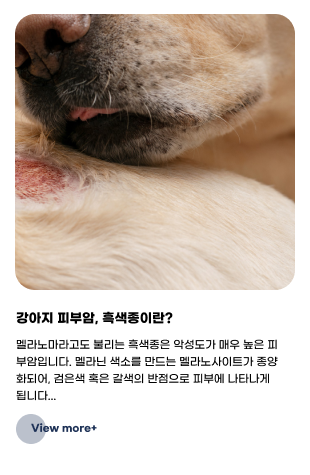 강아지 피부암, 흑색종이란?
멜라노마라고도 불리는 흑색종은 악성도가 매우 높은 피
부암입니다. 멜라닌 색소를 만드는 멜라노사이트가 종양
화되어, 검은색 혹은 갈색의 반점으로 피부에 나타나게
됩니다...
View more+